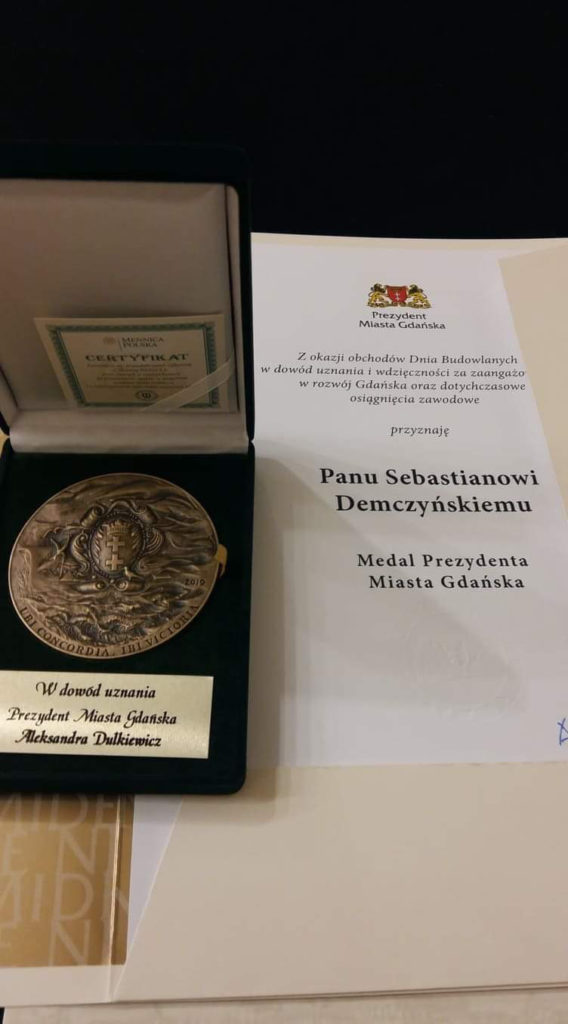 MENNICA
POLSKA
CERTYFIKAT
2019
UBI CONCORDIA, IBI VICTORIA
W dowód uznania
Prezydent Miasta Gdańska
Aleksandra Dulkiewicz
Prezydent
Miasta Gdańska
Z okazji obchodów Dnia Budowlanych
w dowód uznania i wdzięczności za zaangażo
w rozwój Gdańska oraz dotychczasowe
osiągnięcia zawodowe
przyznaję
Panu Sebastianowi
Demczyńskiemu
Medal Prezydenta
Miasta Gdańska